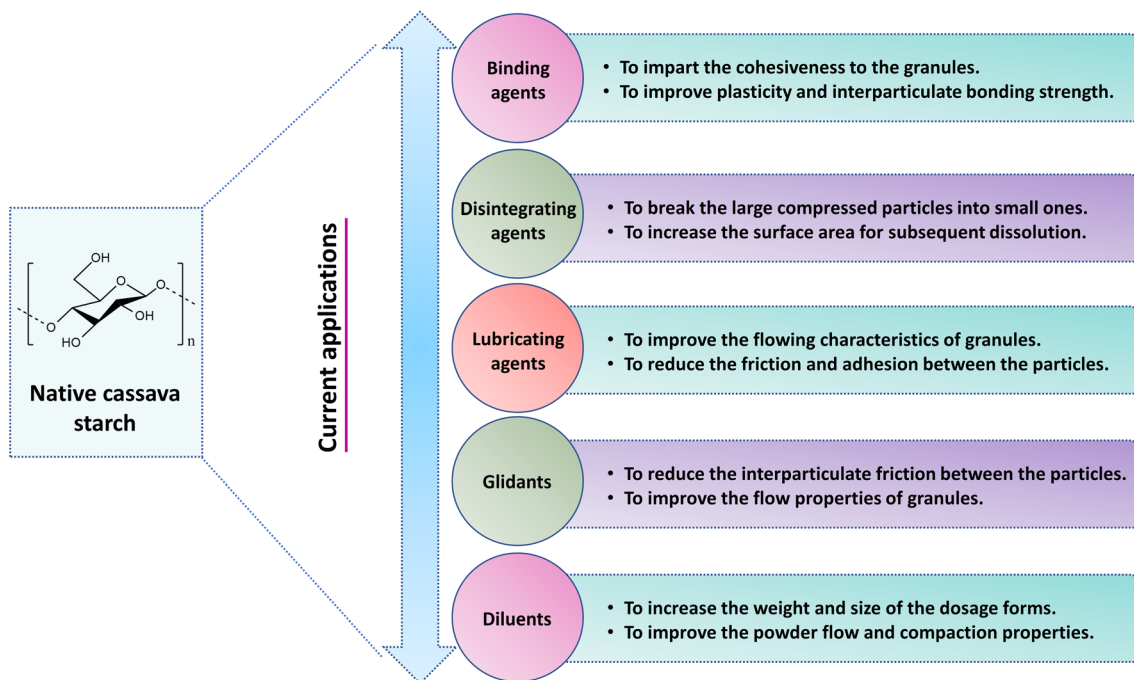 Binding
agents
• To impart the cohesiveness to the granules.
• To improve plasticity and interparticulate bonding strength.
Disintegrating
agents
• To break the large compressed particles into small ones.
• To increase the surface area for subsequent dissolution.
OH
O
O
O
OH
HO
n
Native cassava
starch
Current applications
Lubricating
agents
• To improve the flowing characteristics of granules.
• To reduce the friction and adhesion between the particles.
Glidants
• To reduce the interparticulate friction between the particles.
• To improve the flow properties of granules.
Diluents
• To increase the weight and size of the dosage forms.
• To improve the powder flow and compaction properties.